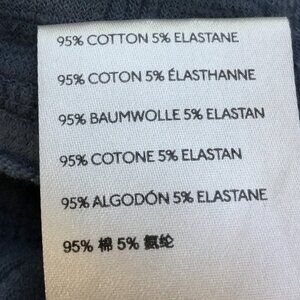 95% COTTON 5% ELASTANE
95% COTON 5% ÉLASTHANNE
95% BAUMWOLLE 5% ELASTAN
95% COTONE 5% ELASTAN
95% ALGODÓN 5% ELASTANE
95% 棉 5% 氨纶